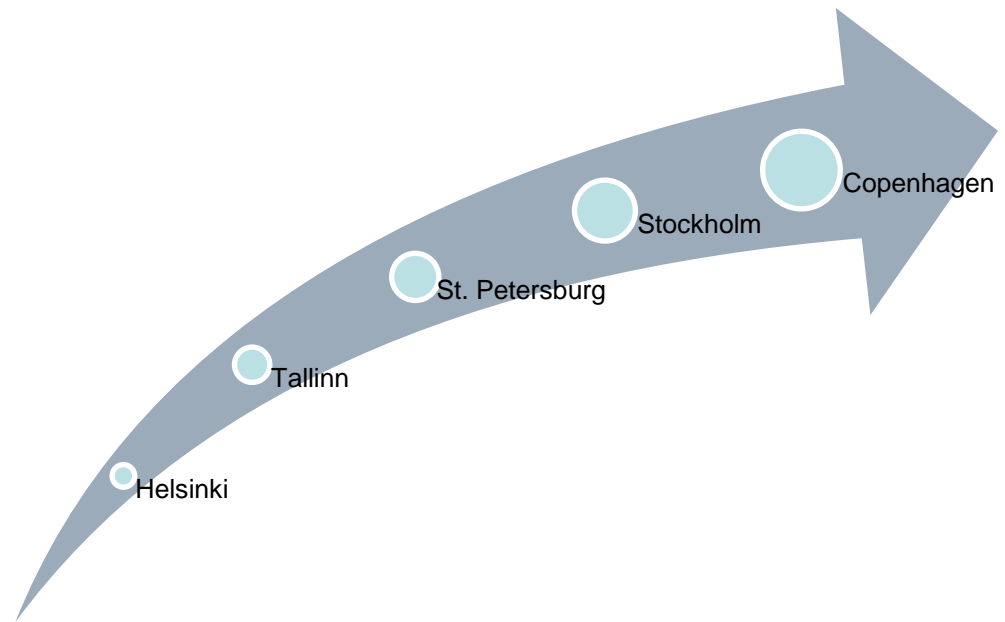 Copenhagen
Stockholm
St. Petersburg
Tallinn
Helsinki